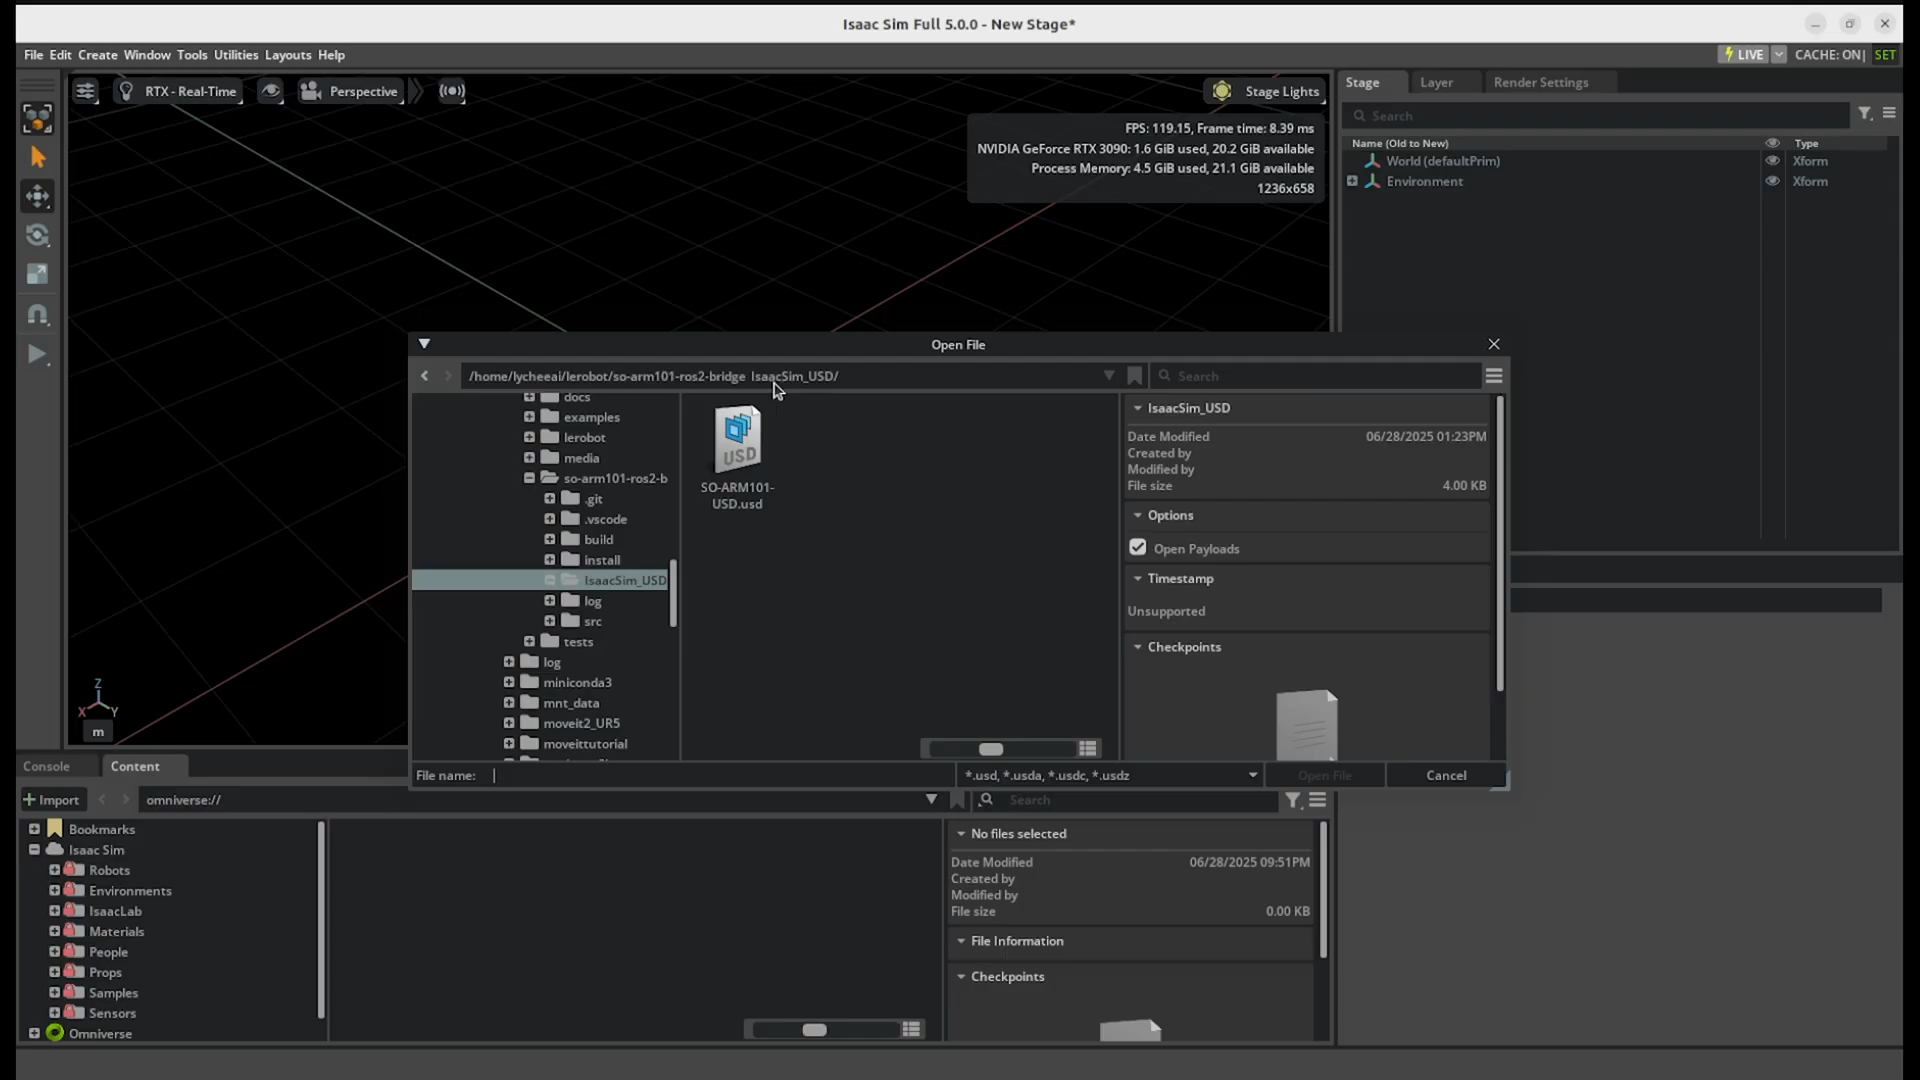 Isaac Sim Full 5.0.0 - New Stage*
File Edit Create Window Tools Utilities Layouts Help
LIVE CACHE: ON| SET
RTX - Real-Time
Perspective
Stage Lights
FPS: 119.15, Frame time: 8.39 ms
NVIDIA GeForce RTX 3090: 1.6 GiB used, 20.2 GiB available
Process Memory: 4.5 GiB used, 21.1 GiB available
1236x658
Z
X
Y
m
Stage Layer Render Settings
Search
Name (Old to New) Type
World (defaultPrim) Xform
Environment Xform
Open File
/home/lycheeai/lerobot/so-arm101-ros2-bridge IsaacSim_USD/
Search
docs
examples
lerobot
media
so-arm101-ros2-b
.git
.vscode
build
install
IsaacSim_USD
log
src
tests
log
miniconda3
mnt_data
moveit2_UR5
moveittutorial
USD
SO-ARM101-
USD.usd
IsaacSim_USD
Date Modified 06/28/2025 01:23PM
Created by
Modified by
File size 4.00 KB
Options
Open Payloads
Timestamp
Unsupported
Checkpoints
File name: *.usd, *.usda, *.usdc, *.usdz Open File Cancel
Console Content
Import omniverse:// Search
Bookmarks
Isaac Sim
Robots
Environments
IsaacLab
Materials
People
Props
Samples
Sensors
Omniverse
No files selected
Date Modified 06/28/2025 09:51PM
Created by
Modified by
File size 0.00 KB
File Information
Checkpoints